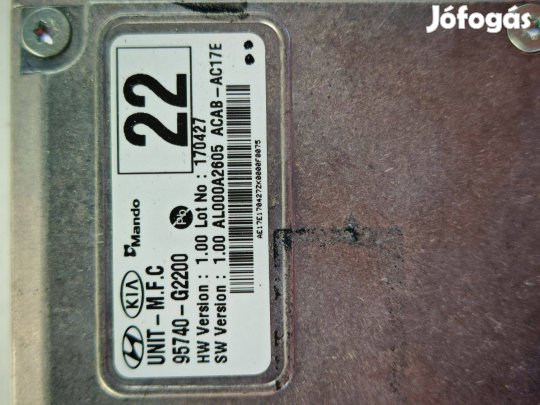 Jófogás
KIA Mando
22
UNIT - M.F.C
95740 - G2200
HW Version : 1.00 Lot No : 170427
SW Version : 1.00 AL000A2605 ACAB - AC17E